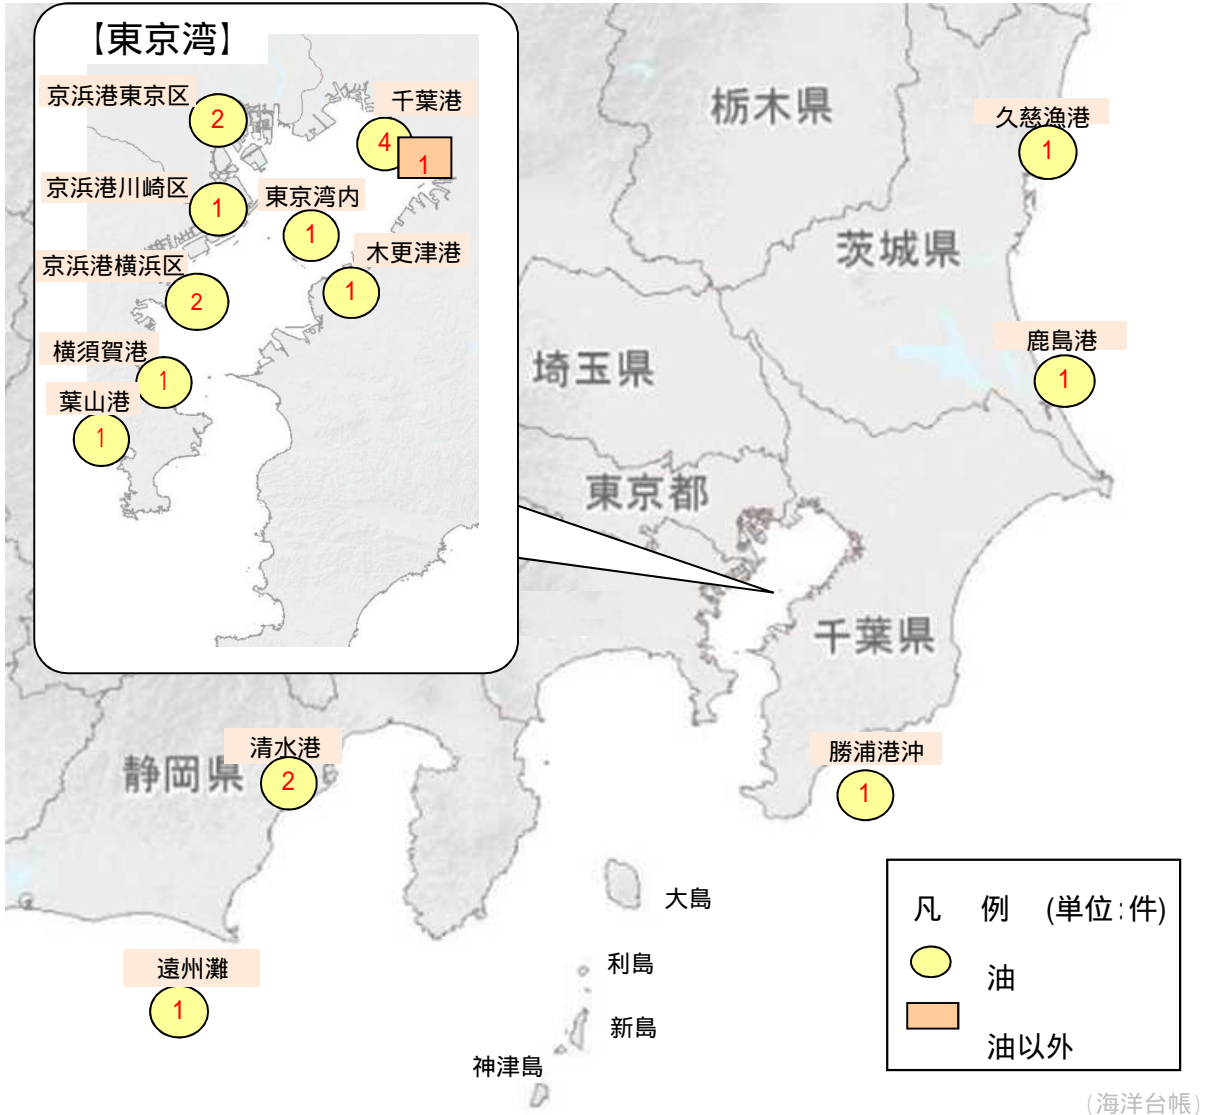 【東京湾】
京浜港東京区
2
千葉港
4
1
京浜港川崎区
1
東京湾内
1
木更津港
1
京浜港横浜区
2
横須賀港
1
葉山港
1
栃木県
久慈漁港
1
茨城県
鹿島港
1
埼玉県
東京都
千葉県
静岡県
清水港
2
勝浦港沖
1
遠州灘
1
大島
利島
新島
神津島
凡 例 (単位:件)
油
油以外
(海洋台帳)